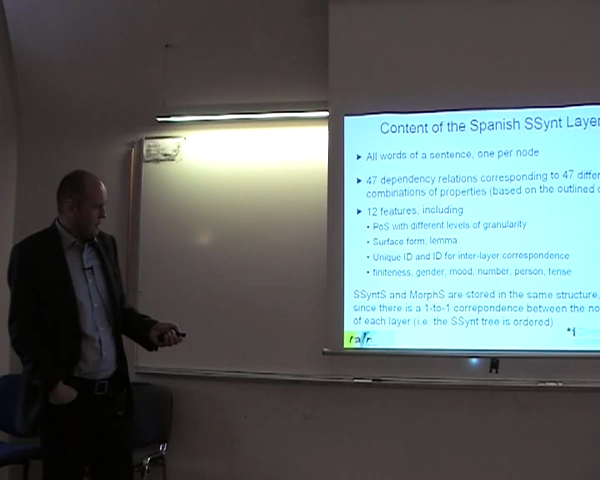 Content of the Spanish SSynt Layer
All words of a sentence, one per node
47 dependency relations corresponding to 47 differ
combinations of properties (based on the outlined c
12 features, including
PoS with different levels of granularity
Surface form, lemma
Unique ID and ID for inter-layer correspondence
finiteness, gender, mood, number, person, tense
SSyntS and MorphS are stored in the same structure,
since there is a 1-to-1 correpondence between the no
of each layer (i.e. the SSynt tree is ordered)